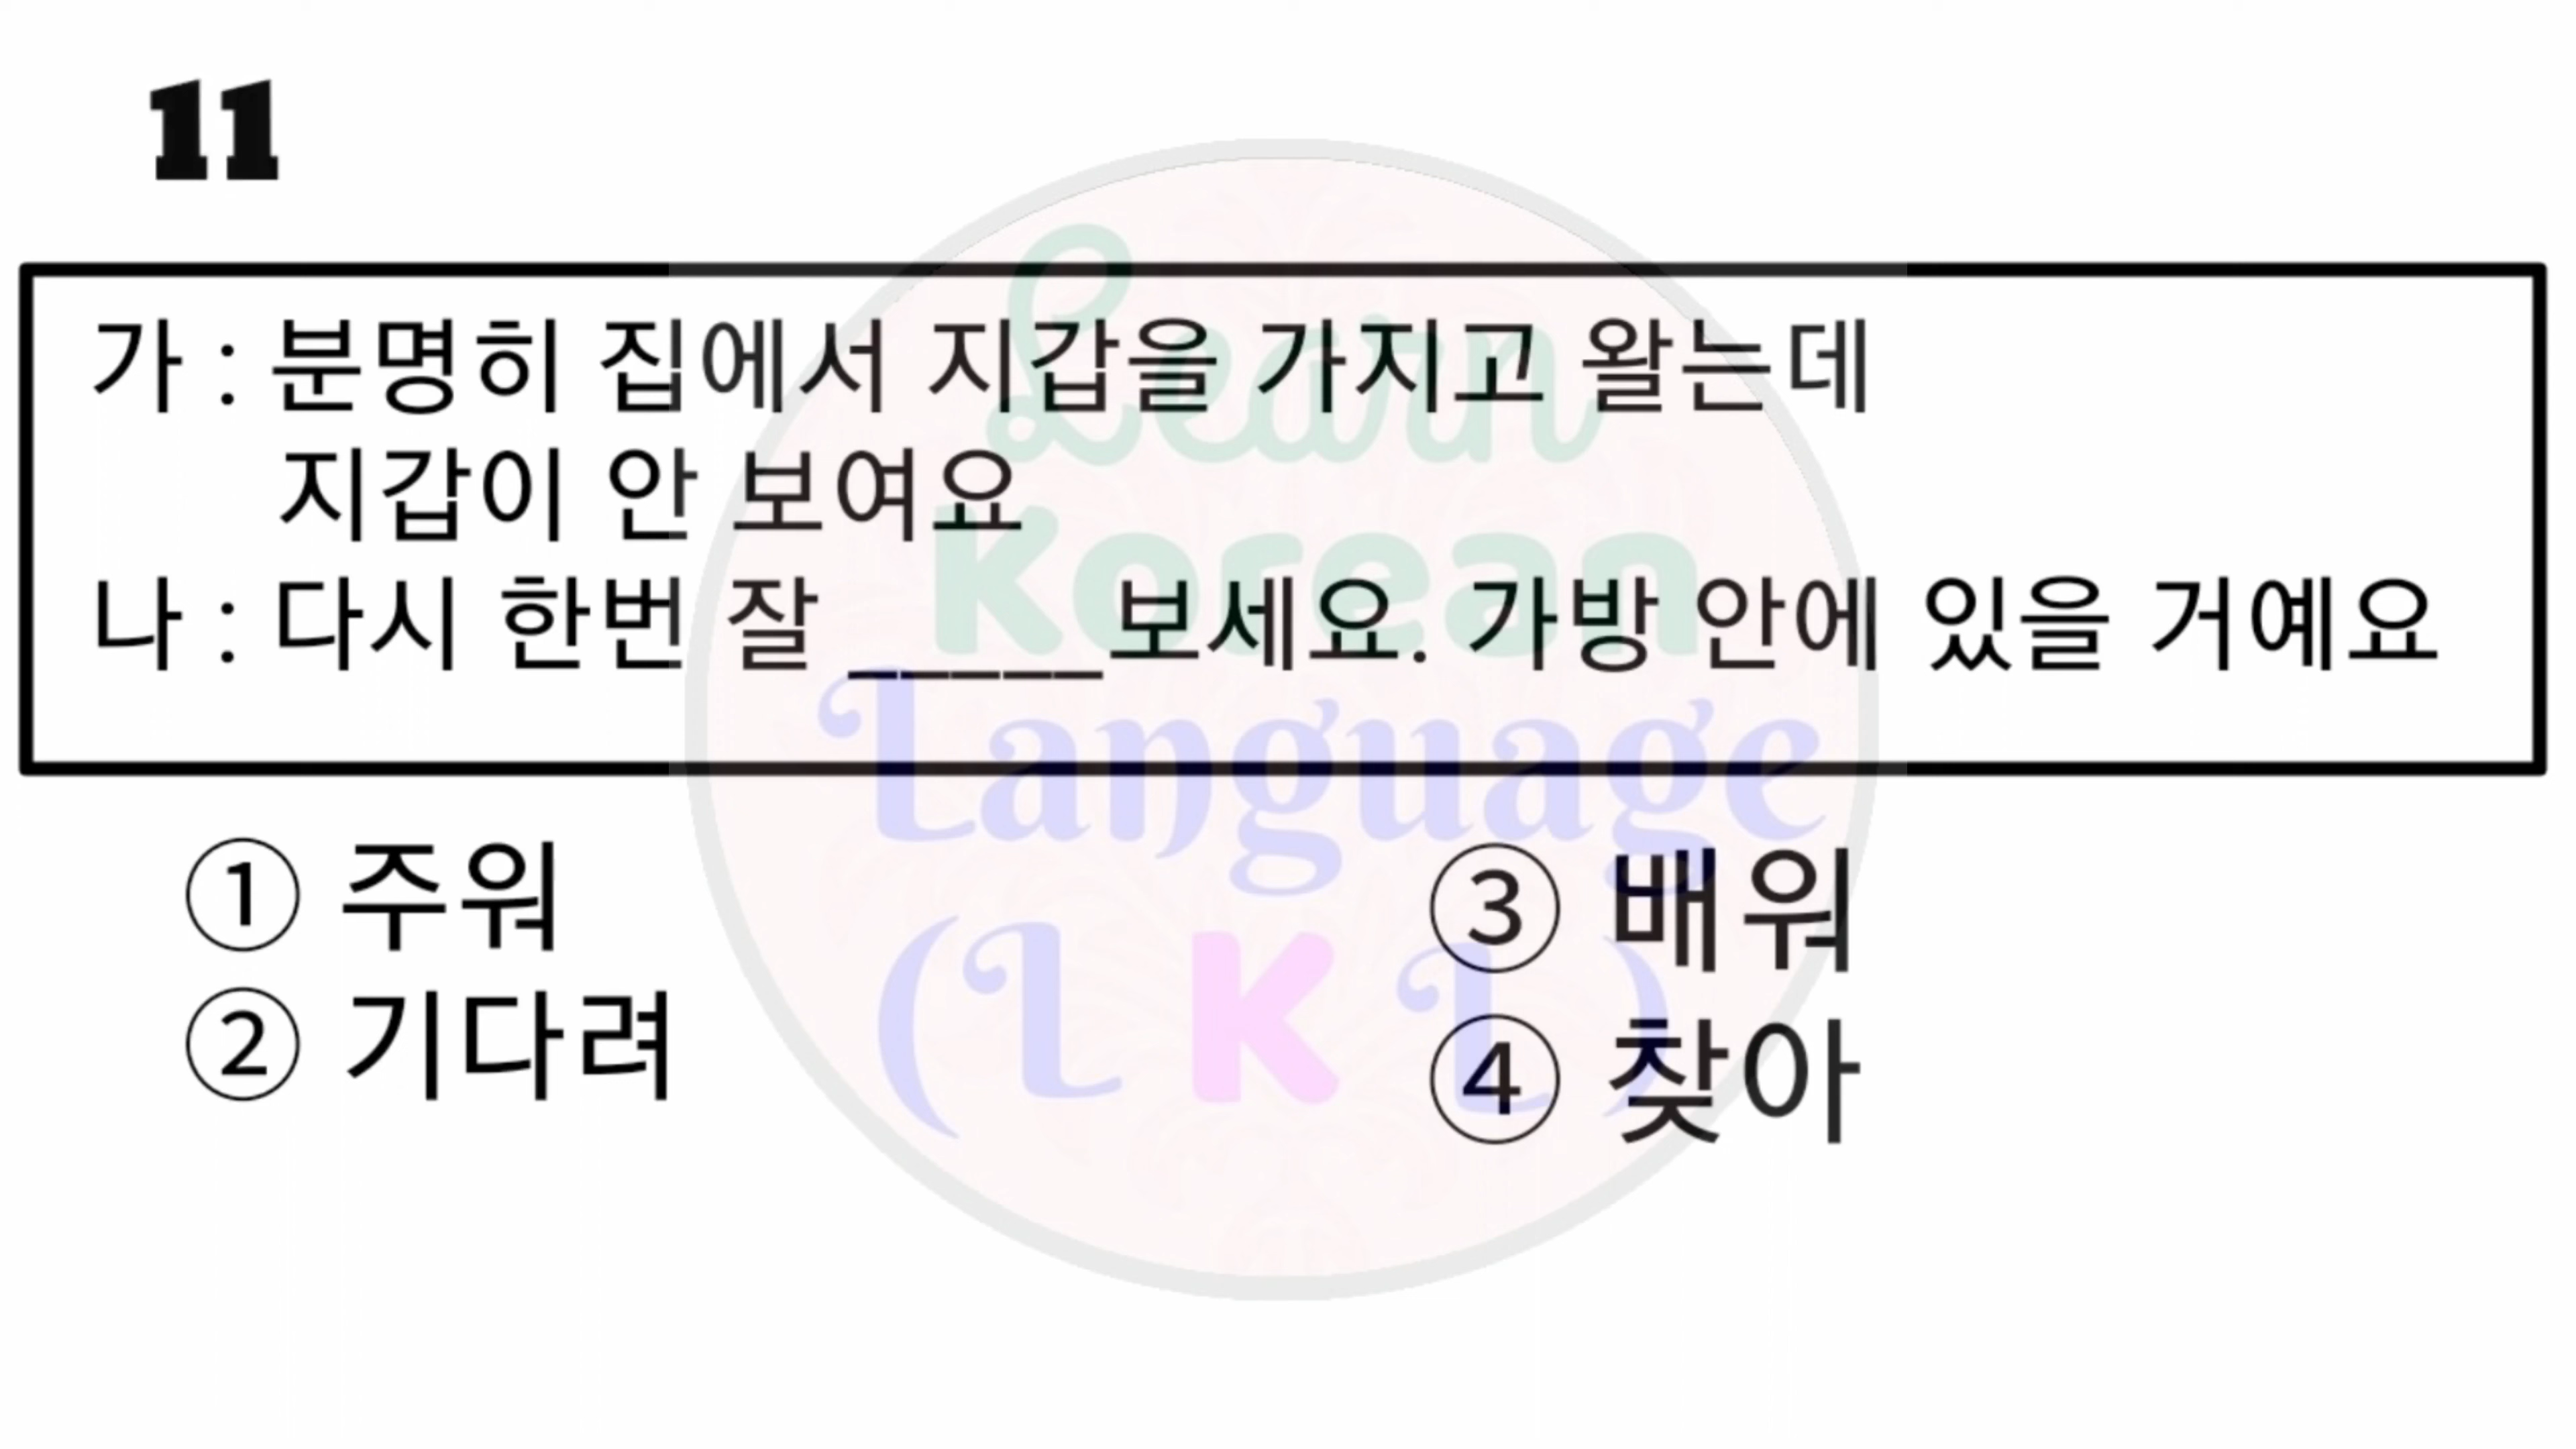 11
가 : 분명히 집에서 지갑을 가지고 왈는데
지갑이 안 보여요
나 : 다시 한번 잘 _____보세요. 가방 안에 있을 거예요
① 주워
② 기다려
③ 배워
④ 찾아
Learn
Korean
Language
(L K L)